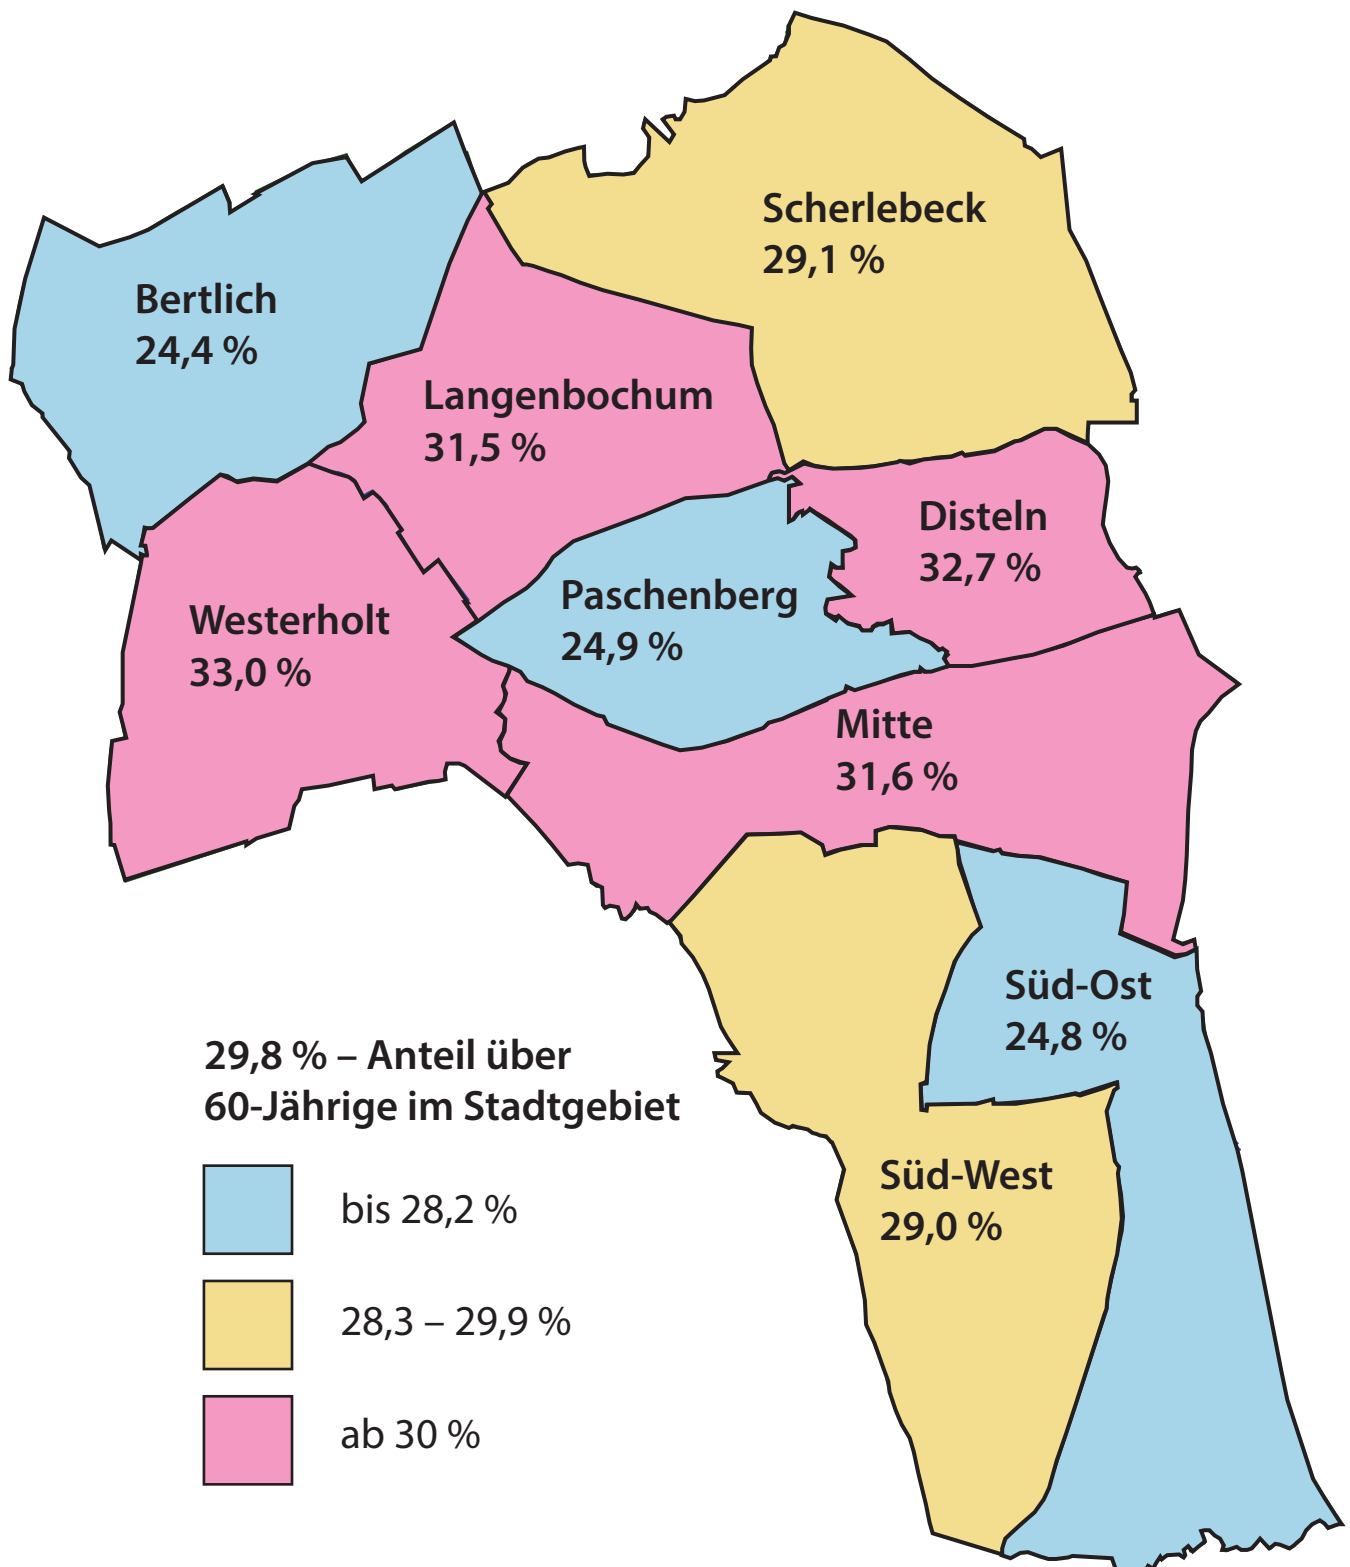 Scherlebeck
29,1 %
Bertlich
24,4 %
Langenbochum
31,5 %
Disteln
32,7 %
Paschenberg
24,9 %
Westerholt
33,0 %
Mitte
31,6 %
Süd-Ost
24,8 %
Süd-West
29,0 %
29,8 % – Anteil über
60-Jährige im Stadtgebiet
bis 28,2 %
28,3 – 29,9 %
ab 30 %